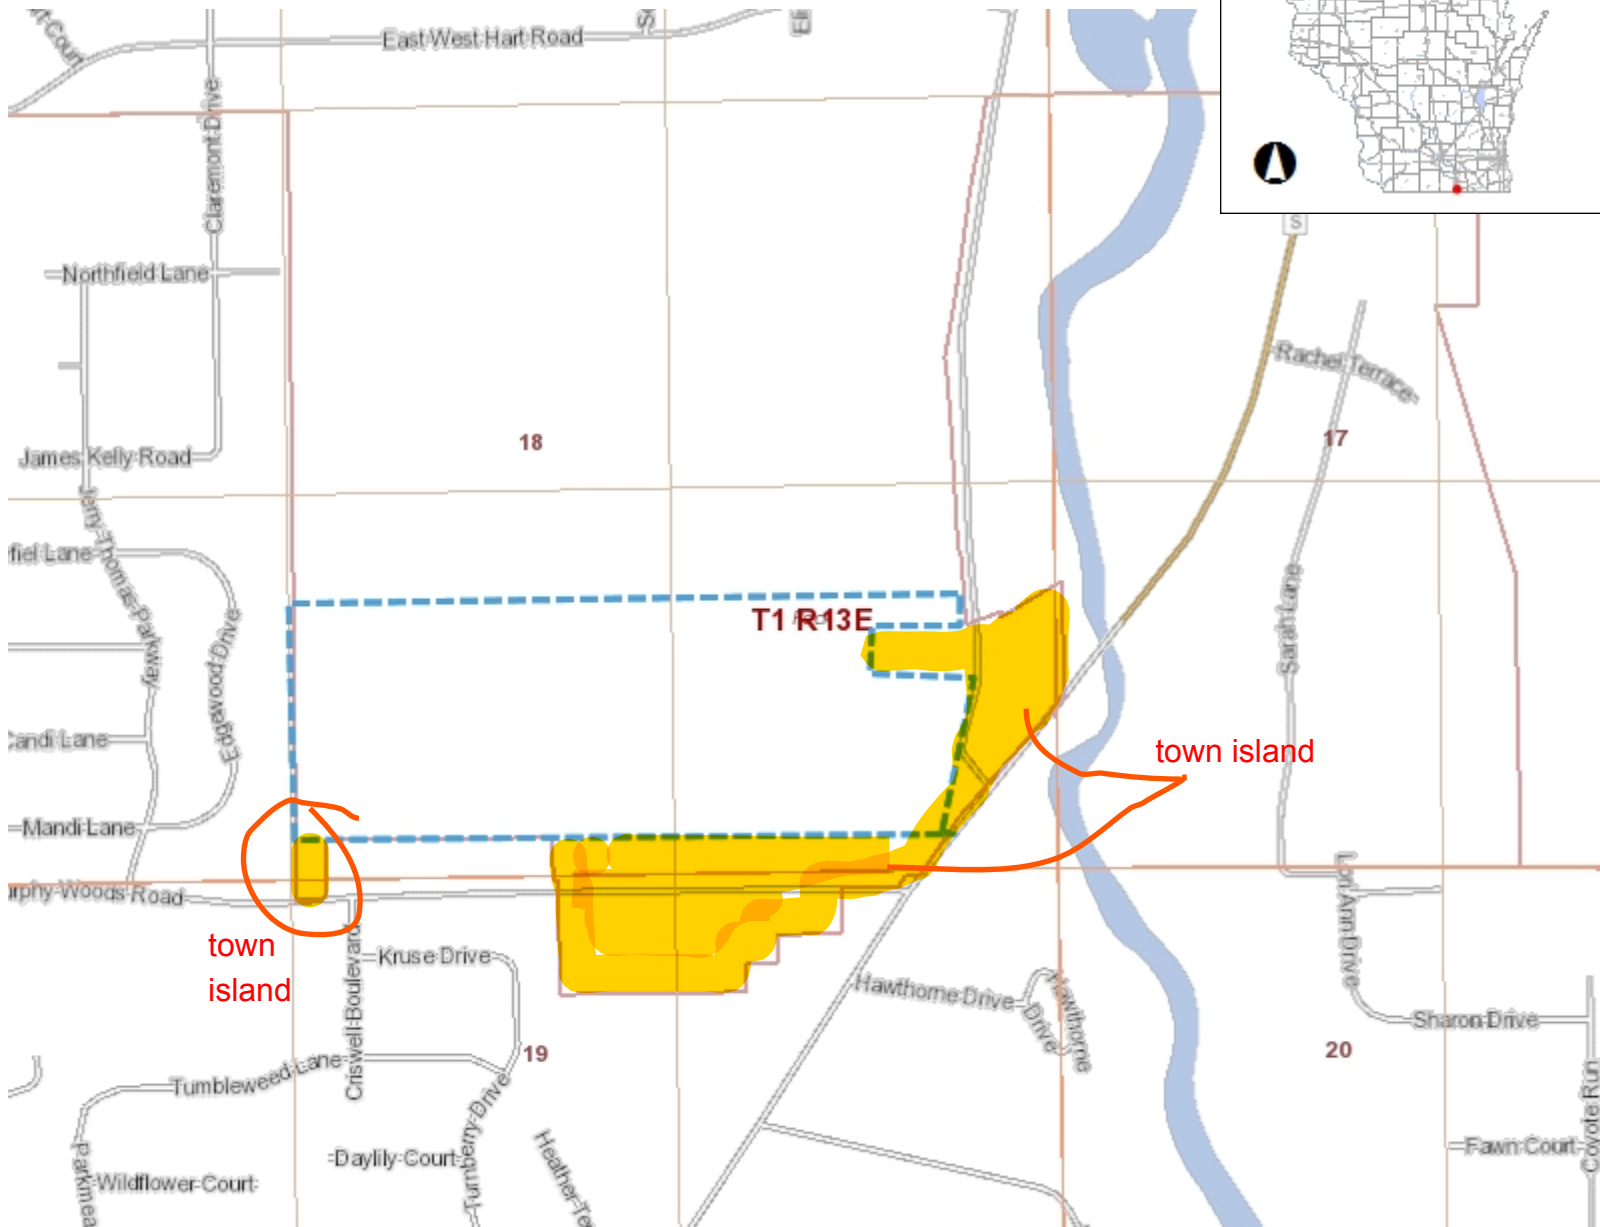 East West Hart Road
Claremont Drive
S
Northfield Lane
Rachel Terrace
James Kelly Road
18
17
Jerry Thomas Parkway
fiel Lane
Edgewood Drive
T1 R13E
Sarah Lane
Candi Lane
town island
Mandi Lane
rphy Woods Road
Lori Ann Drive
town
island
Criswell Boulevard
Kruse Drive
Hawthorne Drive
Hawthorne
Drive
Sharon Drive
19
20
Tumbleweed Lane
Turnberry Drive
Coyote Run
Daylily Court
Fawn Court
Wildflower Court